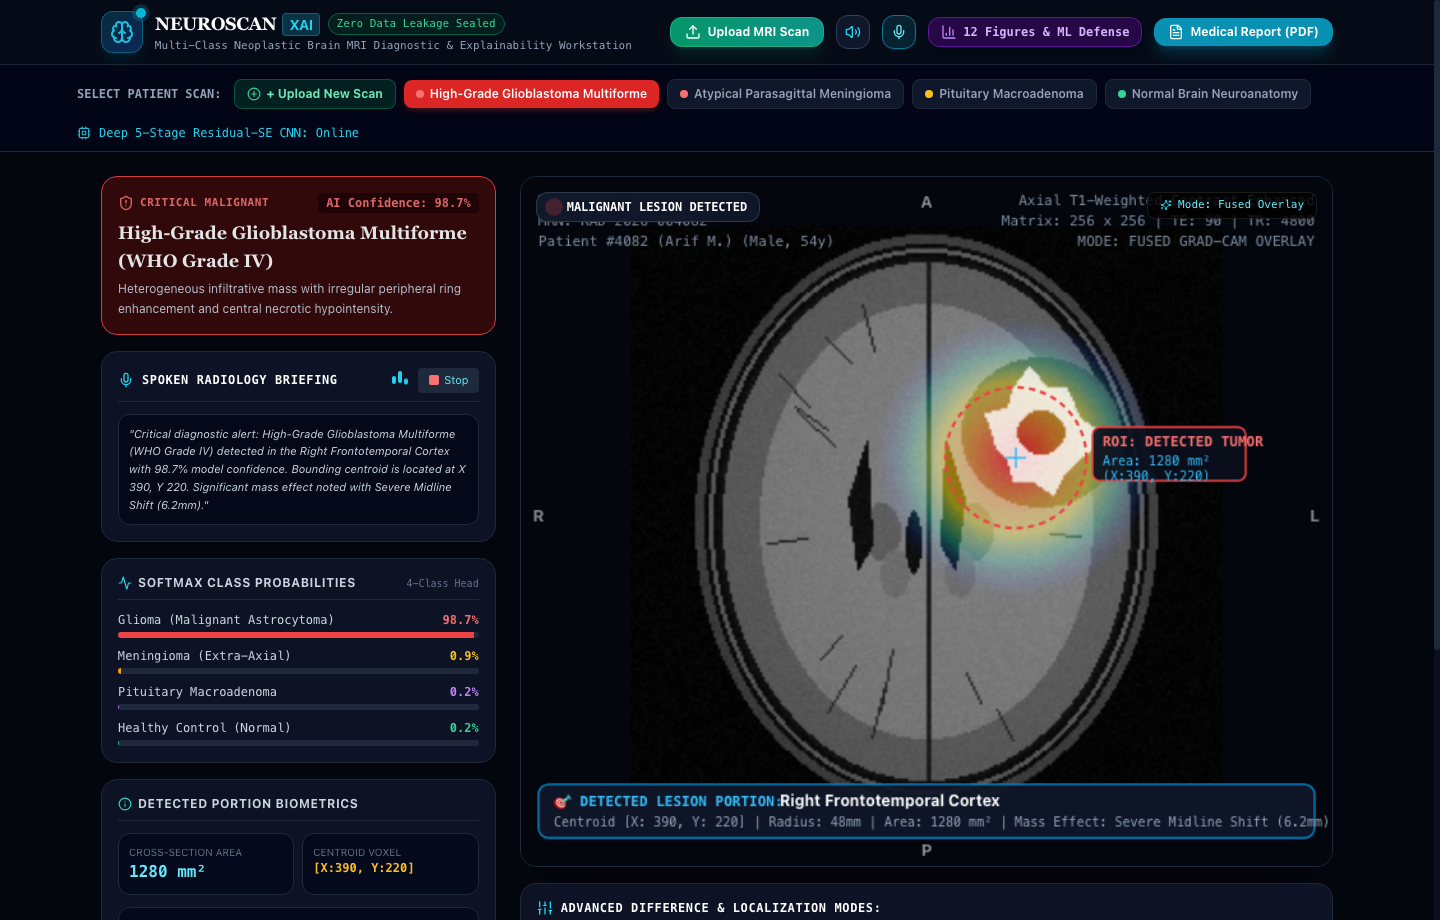 NEUROSCAN XAI Zero Data Leakage Sealed
Multi-Class Neoplastic Brain MRI Diagnostic & Explainability Workstation
Upload MRI Scan
12 Figures & ML Defense
Medical Report (PDF)
SELECT PATIENT SCAN:
+ Upload New Scan
High-Grade Glioblastoma Multiforme
Atypical Parasagittal Meningioma
Pituitary Macroadenoma
Normal Brain Neuroanatomy
Deep 5-Stage Residual-SE CNN: Online
CRITICAL MALIGNANT
AI Confidence: 98.7%
High-Grade Glioblastoma Multiforme
(WHO Grade IV)
Heterogeneous infiltrative mass with irregular peripheral ring
enhancement and central necrotic hypointensity.
SPOKEN RADIOLOGY BRIEFING
Stop
"Critical diagnostic alert: High-Grade Glioblastoma Multiforme
(WHO Grade IV) detected in the Right Frontotemporal Cortex
with 98.7% model confidence. Bounding centroid is located at X
390, Y 220. Significant mass effect noted with Severe Midline
Shift (6.2mm)."
SOFTMAX CLASS PROBABILITIES
4-Class Head
Glioma (Malignant Astrocytoma) 98.7%
Meningioma (Extra-Axial) 0.9%
Pituitary Macroadenoma 0.2%
Healthy Control (Normal) 0.2%
DETECTED PORTION BIOMETRICS
CROSS-SECTION AREA
1280 mm²
CENTROID VOXEL
[X:390, Y:220]
MALIGNANT LESION DETECTED
Patient #4082 (Arif M.) (Male, 54y)
A
Axial T1-Weighted
Mode: Fused Overlay
Matrix: 256 x 256 | TE: 90 | TR: 4800
MODE: FUSED GRAD-CAM OVERLAY
ROI: DETECTED TUMOR
Area: 1280 mm²
(X:390, Y:220)
R
L
DETECTED LESION PORTION: Right Frontotemporal Cortex
Centroid [X: 390, Y: 220] | Radius: 48mm | Area: 1280 mm² | Mass Effect: Severe Midline Shift (6.2mm)
P
ADVANCED DIFFERENCE & LOCALIZATION MODES: